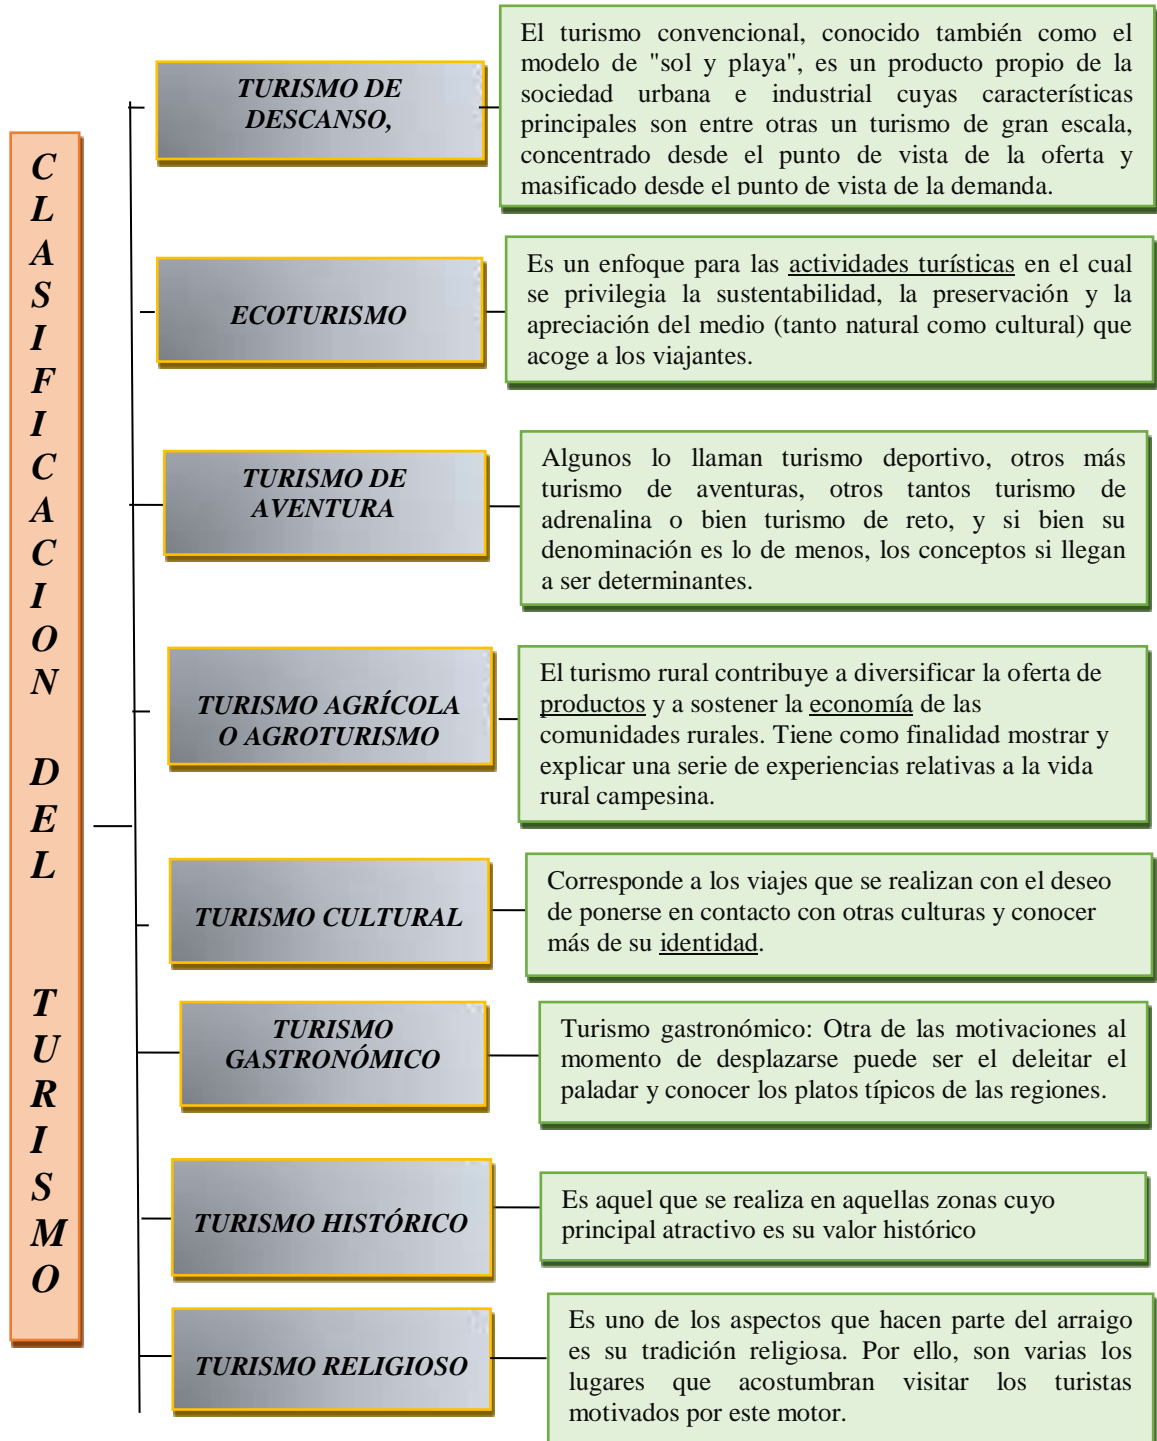 CLASIFICACION DEL TURISMO
TURISMO DE
DESCANSO,
El turismo convencional, conocido también como el
modelo de "sol y playa", es un producto propio de la
sociedad urbana e industrial cuyas características
principales son entre otras un turismo de gran escala,
concentrado desde el punto de vista de la oferta y
masificado desde el punto de vista de la demanda.
ECOTURISMO
Es un enfoque para las actividades turísticas en el cual
se privilegia la sustentabilidad, la preservación y la
apreciación del medio (tanto natural como cultural) que
acoge a los viajantes.
TURISMO DE
AVENTURA
Algunos lo llaman turismo deportivo, otros más
turismo de aventuras, otros tantos turismo de
adrenalina o bien turismo de reto, y si bien su
denominación es lo de menos, los conceptos si llegan
a ser determinantes.
TURISMO AGRÍCOLA
O AGROTURISMO
El turismo rural contribuye a diversificar la oferta de
productos y a sostener la economía de las
comunidades rurales. Tiene como finalidad mostrar y
explicar una serie de experiencias relativas a la vida
rural campesina.
TURISMO CULTURAL
Corresponde a los viajes que se realizan con el deseo
de ponerse en contacto con otras culturas y conocer
más de su identidad.
TURISMO
GASTRONÓMICO
Turismo gastronómico: Otra de las motivaciones al
momento de desplazarse puede ser el deleitar el
paladar y conocer los platos típicos de las regiones.
TURISMO HISTÓRICO
Es aquel que se realiza en aquellas zonas cuyo
principal atractivo es su valor histórico
TURISMO RELIGIOSO
Es uno de los aspectos que hacen parte del arraigo
es su tradición religiosa. Por ello, son varias los
lugares que acostumbran visitar los turistas
motivados por este motor.